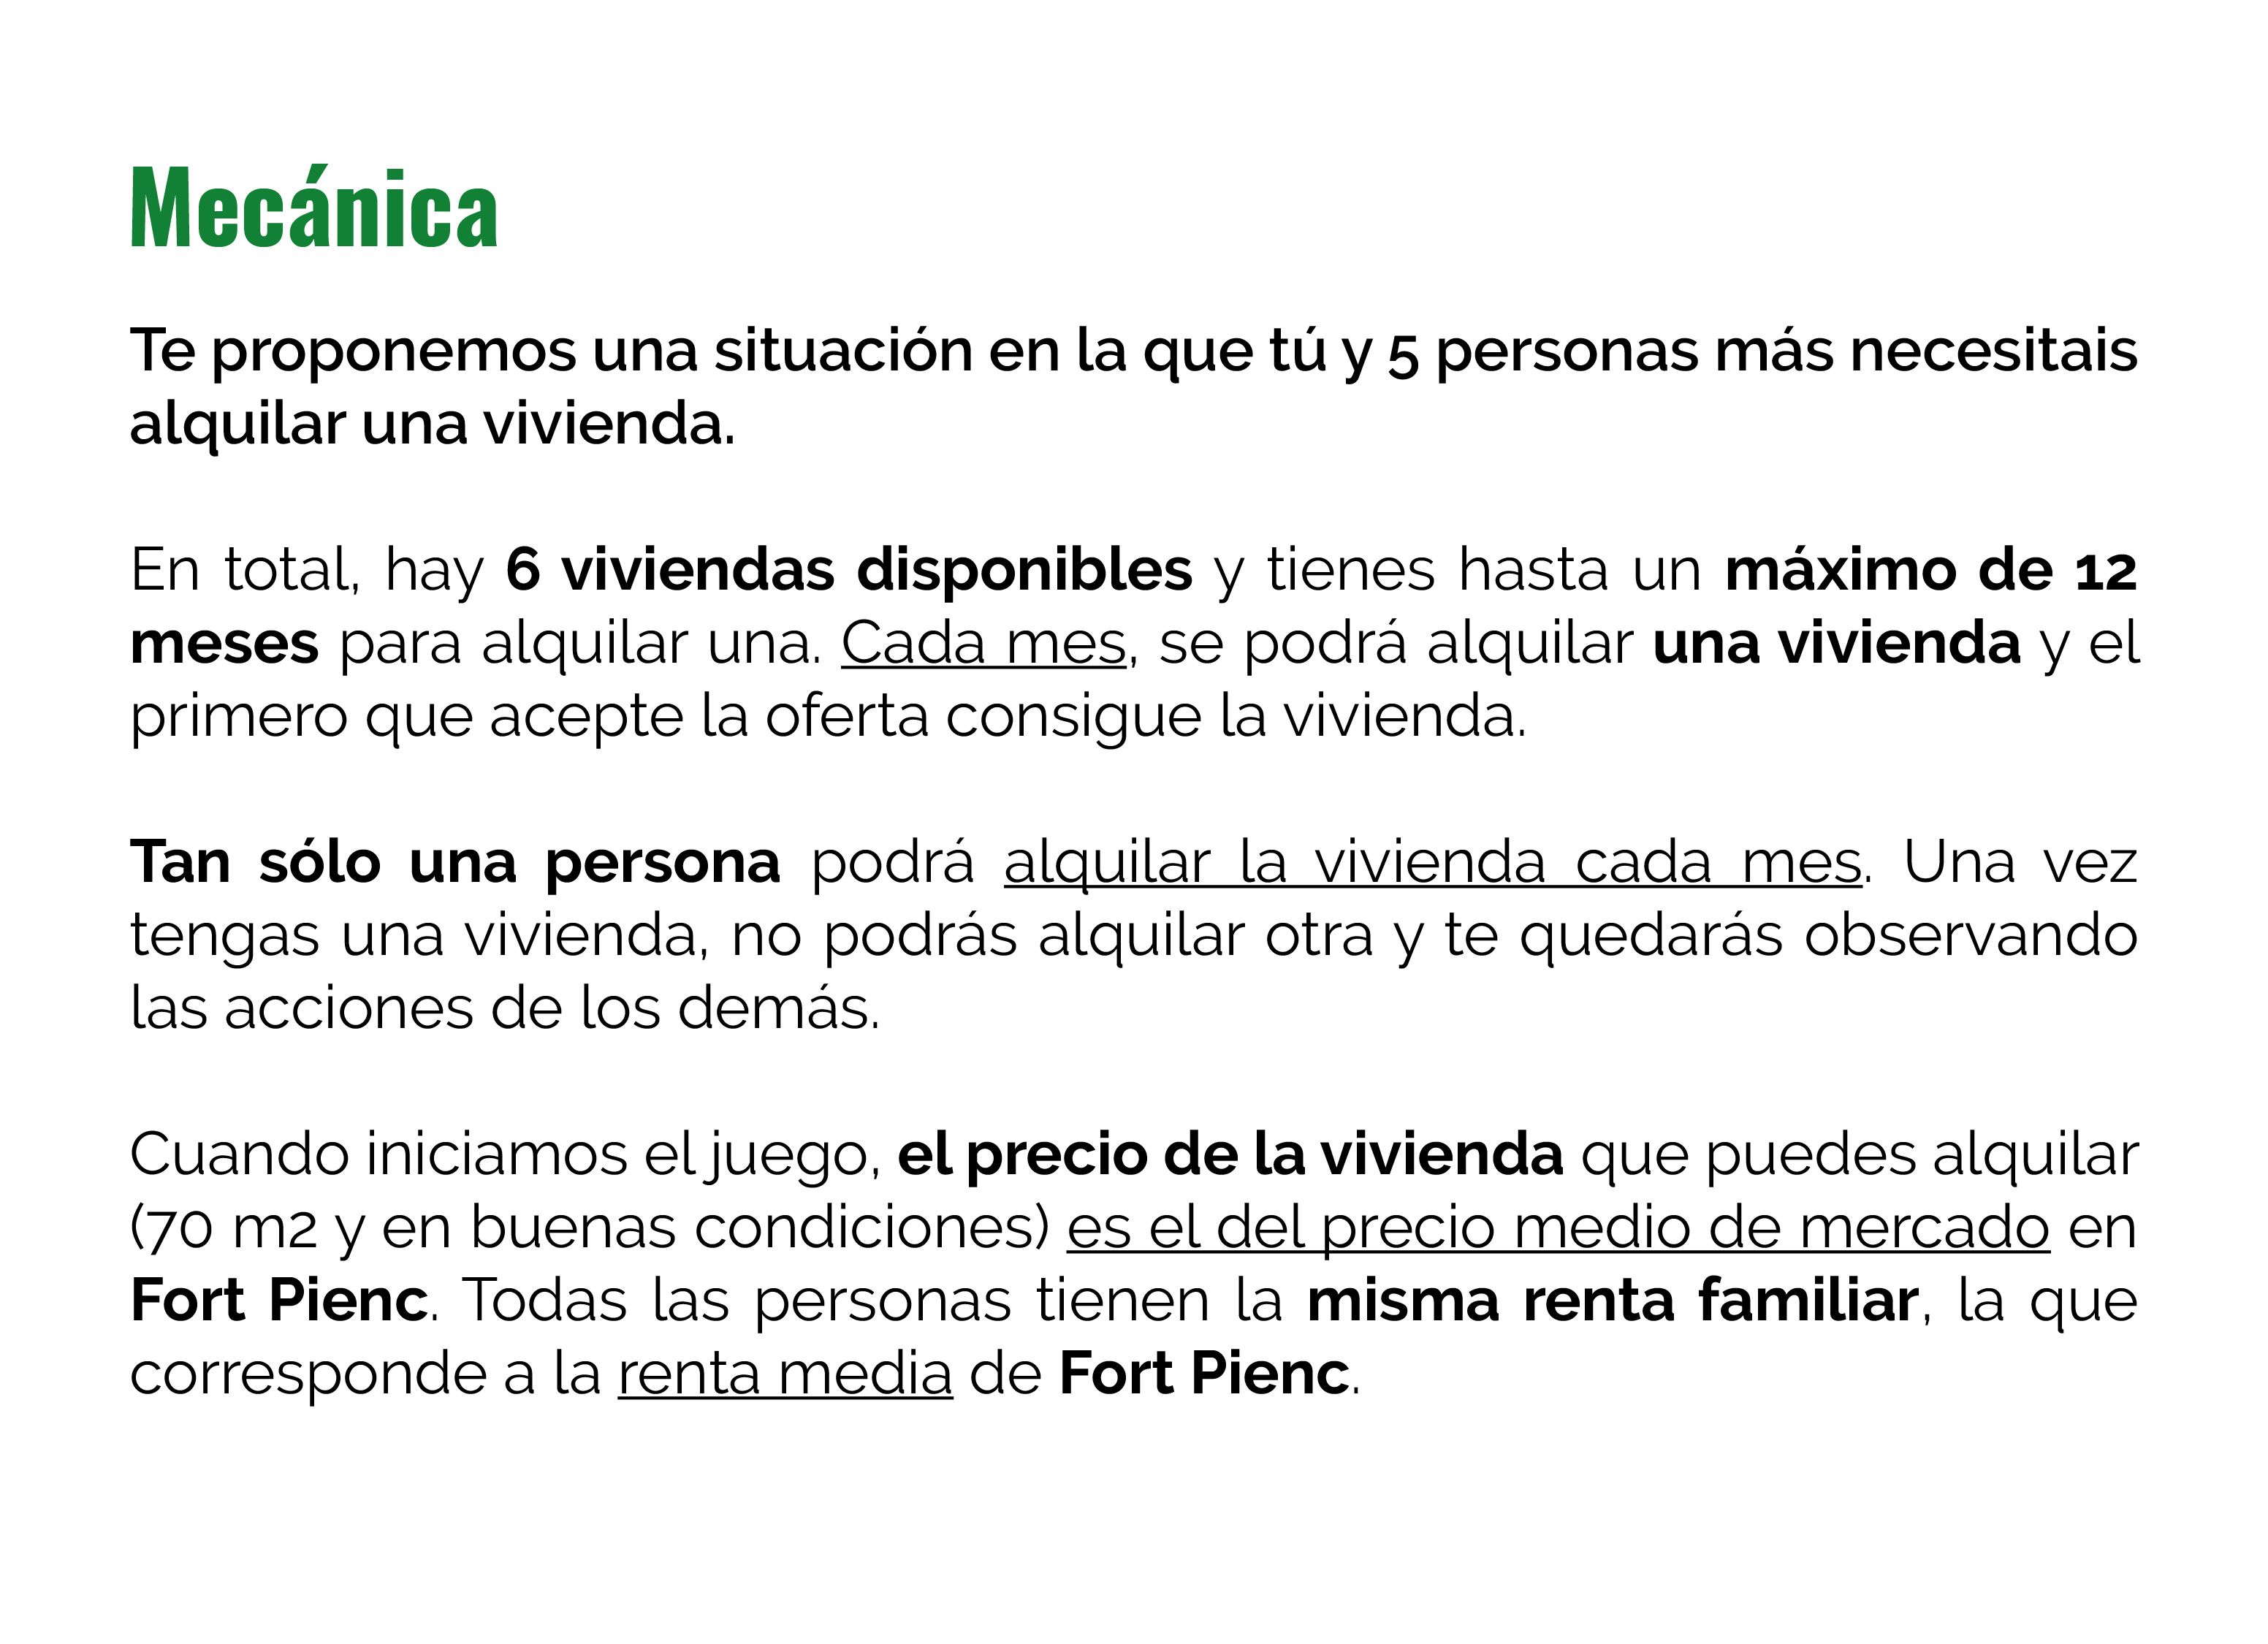 Mecánica
Te proponemos una situación en la que tú y 5 personas más necesitais
alquilar una vivienda.
En total, hay 6 viviendas disponibles y tienes hasta un máximo de 12
meses para alquilar una. Cada mes, se podrá alquilar una vivienda y el
primero que acepte la oferta consigue la vivienda.
Tan sólo una persona podrá alquilar la vivienda cada mes. Una vez
tengas una vivienda, no podrás alquilar otra y te quedarás observando
las acciones de los demás.
Cuando iniciamos el juego, el precio de la vivienda que puedes alquilar
(70 m2 y en buenas condiciones) es el del precio medio de mercado en
Fort Pienc. Todas las personas tienen la misma renta familiar, la que
corresponde a la renta media de Fort Pienc.